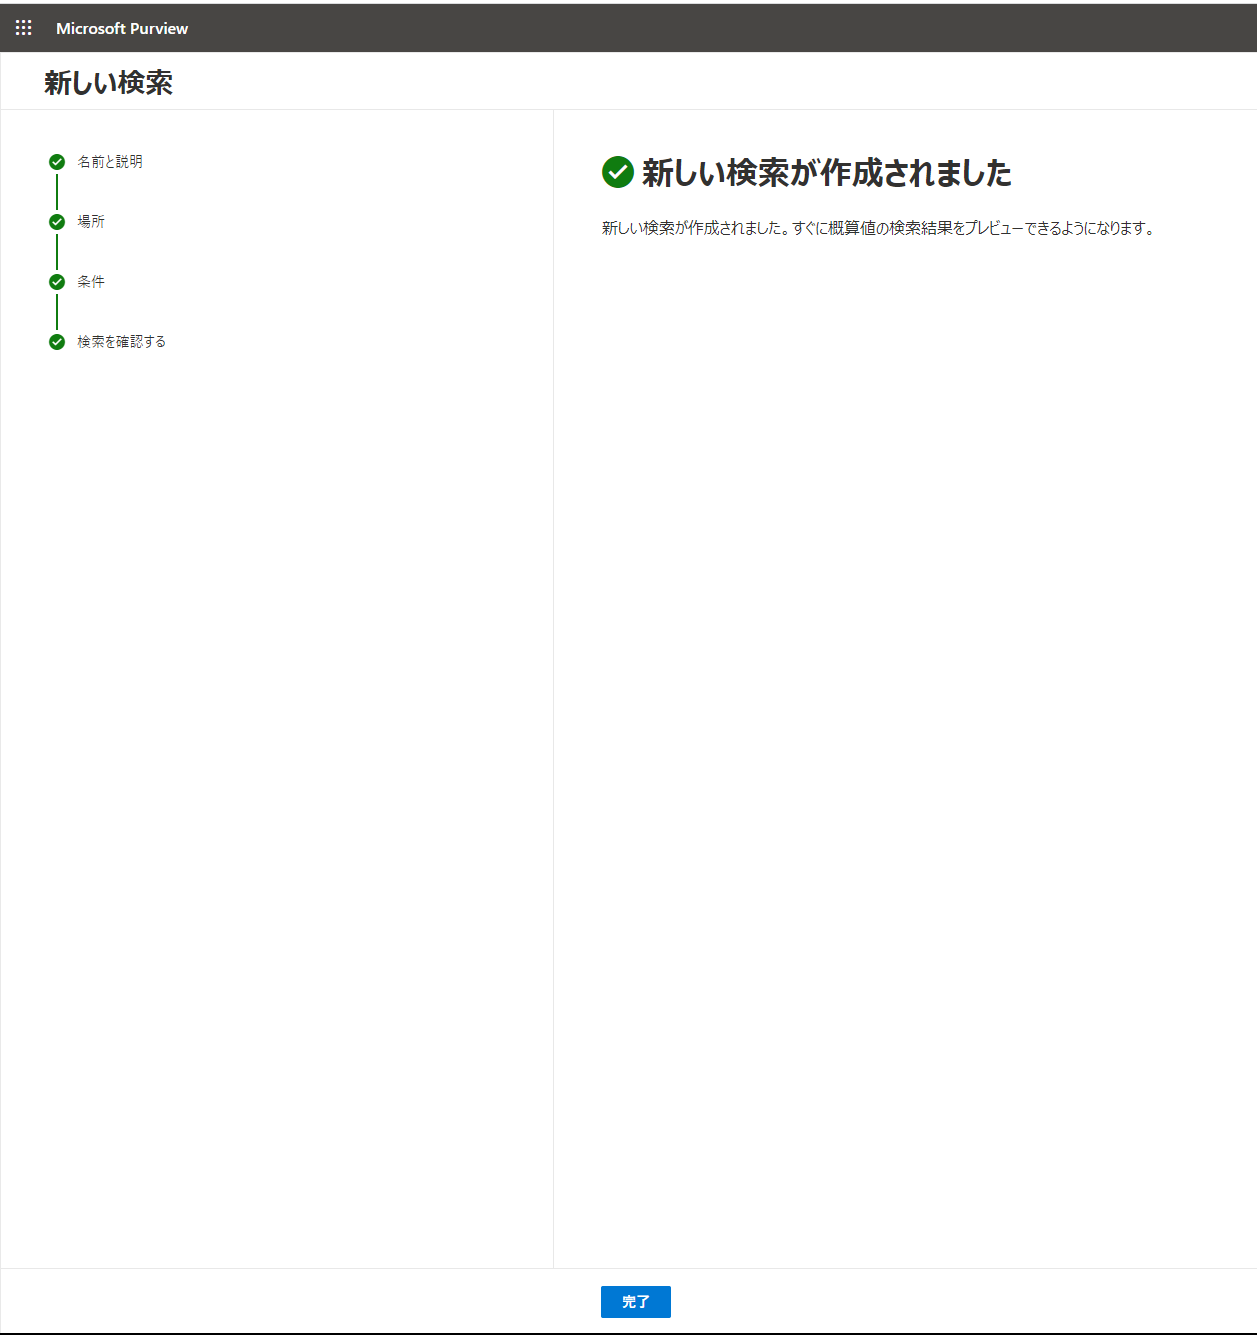 Microsoft Purview
新しい検索
名前と説明
場所
条件
検索を確認する
新しい検索が作成されました
新しい検索が作成されました。すぐに概算値の検索結果をプレビューできるようになります。
完了